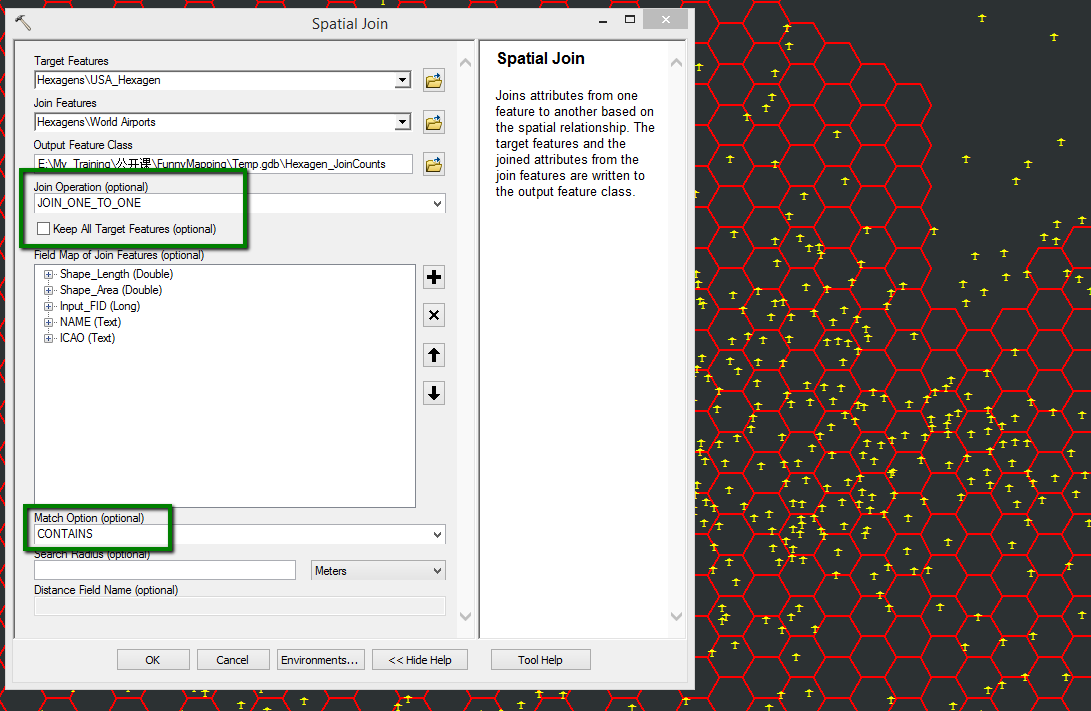 Spatial Join
Target Features
Hexagens\USA_Hexagen
Join Features
Hexagens\World Airports
Output Feature Class
E:\My_Training\公开课\FunnyMapping\Temp.gdb\Hexagen_JoinCounts
Join Operation (optional)
JOIN_ONE_TO_ONE
Keep All Target Features (optional)
Field Map of Join Features (optional)
Shape_Length (Double)
Shape_Area (Double)
Input_FID (Long)
NAME (Text)
ICAO (Text)
Match Option (optional)
CONTAINS
Search Radius (optional)
Meters
Distance Field Name (optional)
OK
Cancel
Environments...
<< Hide Help
Tool Help
Spatial Join
Joins attributes from one
feature to another based on
the spatial relationship. The
target features and the
joined attributes from the
join features are written to
the output feature class.